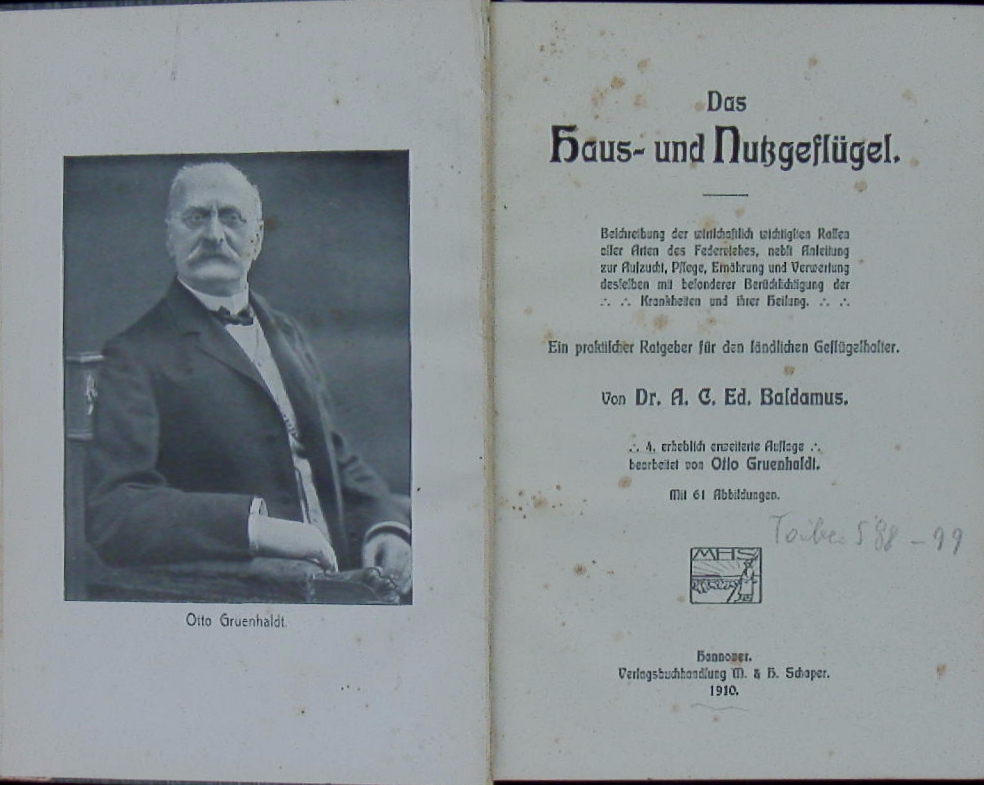 Otto Gruenhaldt.
Das
Haus- und Nutzgeflügel.
Beschreibung der wirtschaftlich wichtigsten Rassen
aller Arten des Federviehes, nebst Anleitung
zur Aufzucht, Pflege, Ernährung und Verwertung
desselben mit besonderer Berücksichtigung der
∴ ∴ Krankheiten und ihrer Heilung. ∴ ∴
Ein praktischer Ratgeber für den ländlichen Geflügelhalter.
Von Dr. A. C. Ed. Baldamus.
∴ 4. erheblich erweiterte Auflage ∴
bearbeitet von Otto Gruenhaldt.
Mit 61 Abbildungen.
Tauben S 88 – 99
MHS
Hannover.
Verlagsbuchhandlung M. & H. Schaper.
1910.